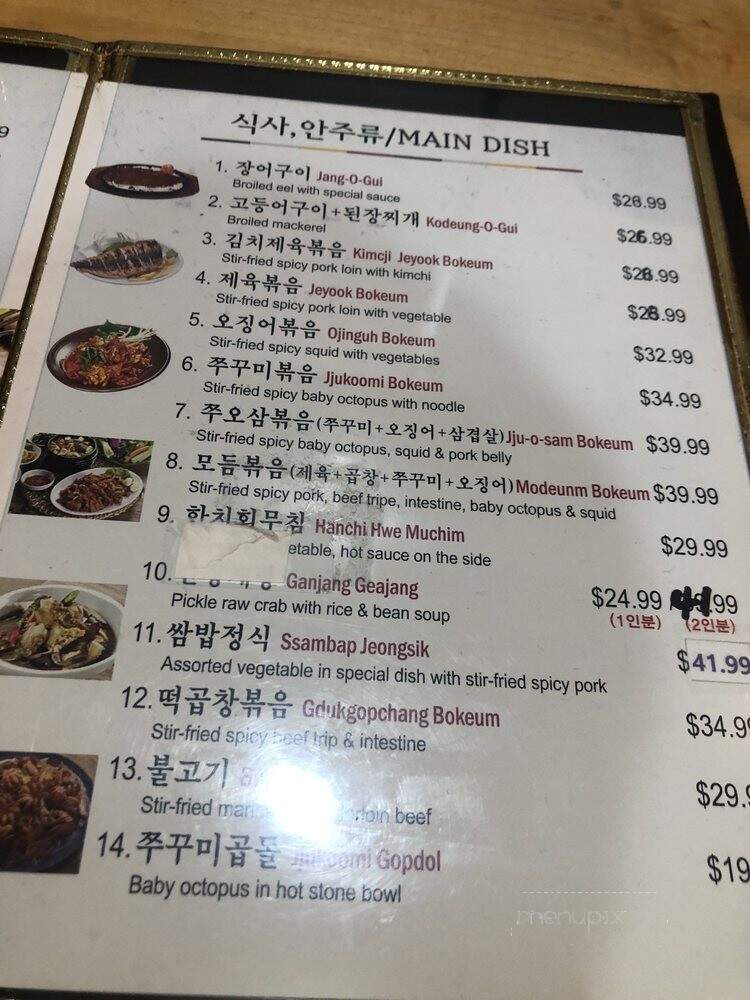 9
식사,안주류/MAIN DISH
1. 장어구이 Jang-O-Gui
Broiled eel with special sauce
$26.99
2. 고등어구이+된장찌개 Kodeung-O-Gui
Broiled mackerel
$26.99
3. 김치제육볶음 Kimcji Jeyook Bokeum
Stir-fried spicy pork loin with kimchi
$28.99
4. 제육볶음 Jeyook Bokeum
Stir-fried spicy pork loin with vegetable
$28.99
5. 오징어볶음 Ojinguh Bokeum
Stir-fried spicy squid with vegetables
$32.99
6. 쭈꾸미볶음 Jjukoomi Bokeum
Stir-fried spicy baby octopus with noodle
$34.99
7. 쭈오삼볶음(쭈꾸미+오징어+삼겹살)Jju-o-sam Bokeum $39.99
Stir-fried spicy baby octopus, squid & pork belly
8. 모듬볶음(제육+곱창+쭈꾸미+오징어)Modeunm Bokeum $39.99
Stir-fried spicy pork, beef tripe, intestine, baby octopus & squid
9. 한치회무침 Hanchi Hwe Muchim
etable, hot sauce on the side
$29.99
10. Ganjang Geajang
Pickle raw crab with rice & bean soup
$24.99 .99
(1인분) (2인분)
11. 쌈밥정식 Ssambap Jeongsik
Assorted vegetable in special dish with stir-fried spicy pork
$41.99
12. 떡곱창볶음 Gdukgopchang Bokeum
Stir-fried spicy beef trip & intestine
$34.9
13. 불고기
Stir-fried beef
$29.
14. 쭈꾸미곱돌 Gopdol
Baby octopus in hot stone bowl
$19
menupix